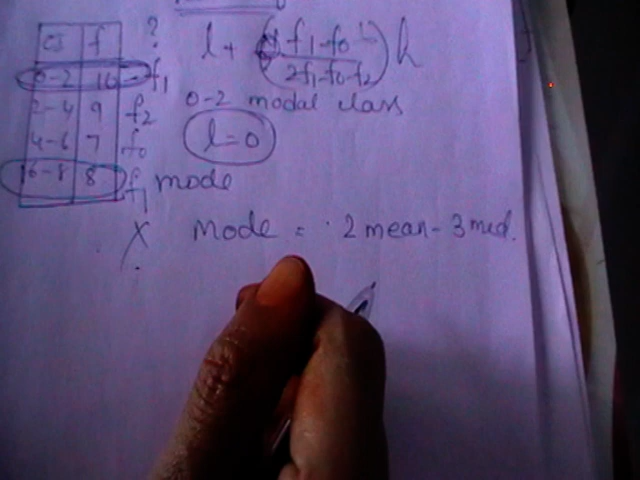 CI f ? l + (f1-f0 / 2f1-f0-f2) h
0-2 10 f1
2-4 9 f2 0-2 modal class
4-6 7 f0 l=0
6-8 8 f1 mode
X Mode = 2 mean - 3 med.